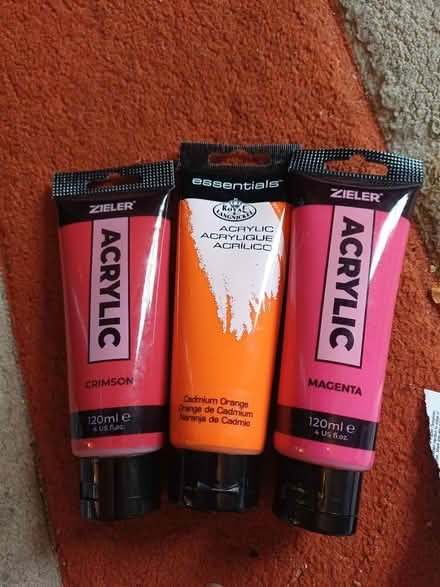 ZIELER
ACRYLIC
CRIMSON
120ml e
4 US fl.oz.
essentials™
ROYAL &
LANGNICKEL
ACRYLIC
ACRYLIQUE
ACRÍLICO
Cadmium Orange
Orange de Cadmium
Naranja de Cadmio
ZIELER
ACRYLIC
MAGENTA
120ml e
4 US fl.oz.